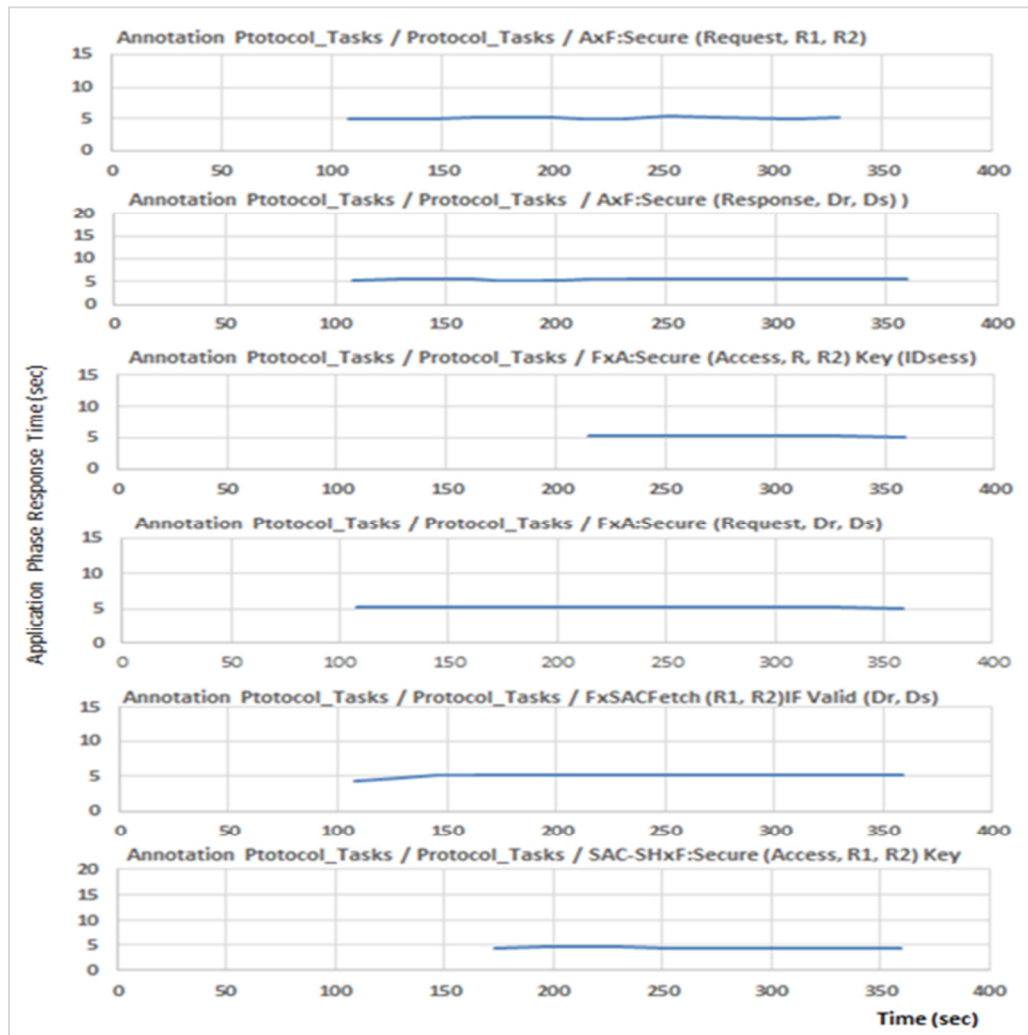 Annotation Ptotocol_Tasks / Protocol_Tasks / AxF:Secure (Request, R1, R2)
15
10
5
0
0 50 100 150 200 250 300 350 400
Annotation Ptotocol_Tasks / Protocol_Tasks / AxF:Secure (Response, Dr, Ds) )
20
15
10
5
0
0 50 100 150 200 250 300 350 400
Annotation Ptotocol_Tasks / Protocol_Tasks / FxA:Secure (Access, R, R2) Key (IDsess)
15
10
5
0
0 50 100 150 200 250 300 350 400
Application Phase Response Time (sec)
Annotation Ptotocol_Tasks / Protocol_Tasks / FxA:Secure (Request, Dr, Ds)
15
10
5
0
0 50 100 150 200 250 300 350 400
Annotation Ptotocol_Tasks / Protocol_Tasks / FxSACFetch (R1, R2)IF Valid (Dr, Ds)
15
10
5
0
0 50 100 150 200 250 300 350 400
Annotation Ptotocol_Tasks / Protocol_Tasks / SAC-SHxF:Secure (Access, R1, R2) Key
20
15
10
5
0
0 50 100 150 200 250 300 350 400
Time (sec)